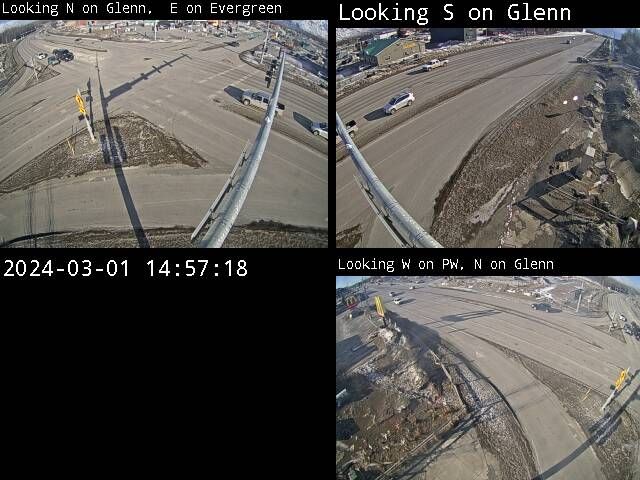 Looking N on Glenn,  E on Evergreen
Looking S on Glenn
2024-03-01 14:57:18
Looking W on PW, N on Glenn